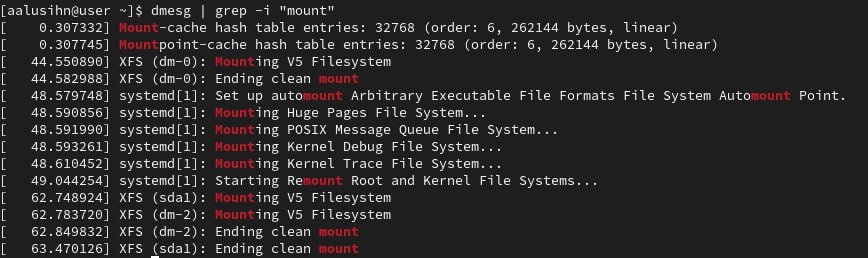 [aalusihn@user ~]$ dmesg | grep -i "mount"
[    0.307332] Mount-cache hash table entries: 32768 (order: 6, 262144 bytes, linear)
[    0.307745] Mountpoint-cache hash table entries: 32768 (order: 6, 262144 bytes, linear)
[   44.550890] XFS (dm-0): Mounting V5 Filesystem
[   44.582988] XFS (dm-0): Ending clean mount
[   48.579748] systemd[1]: Set up automount Arbitrary Executable File Formats File System Automount Point.
[   48.590856] systemd[1]: Mounting Huge Pages File System...
[   48.591990] systemd[1]: Mounting POSIX Message Queue File System...
[   48.593261] systemd[1]: Mounting Kernel Debug File System...
[   48.610452] systemd[1]: Mounting Kernel Trace File System...
[   49.044254] systemd[1]: Starting Remount Root and Kernel File Systems...
[   62.748924] XFS (sda1): Mounting V5 Filesystem
[   62.783720] XFS (dm-2): Mounting V5 Filesystem
[   62.849832] XFS (dm-2): Ending clean mount
[   63.470126] XFS (sda1): Ending clean mount